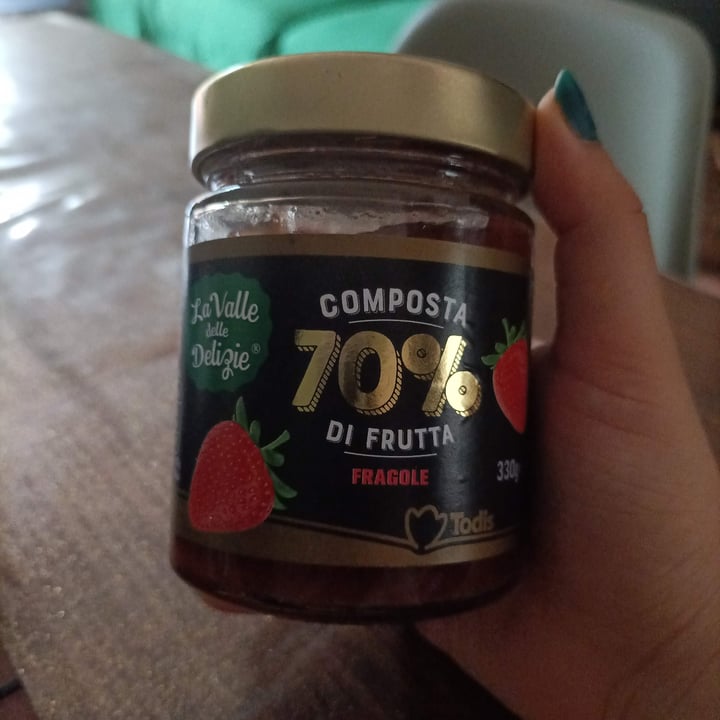 La Valle
delle
Delizie®
COMPOSTA
70%
DI FRUTTA
FRAGOLE
330g
Todis